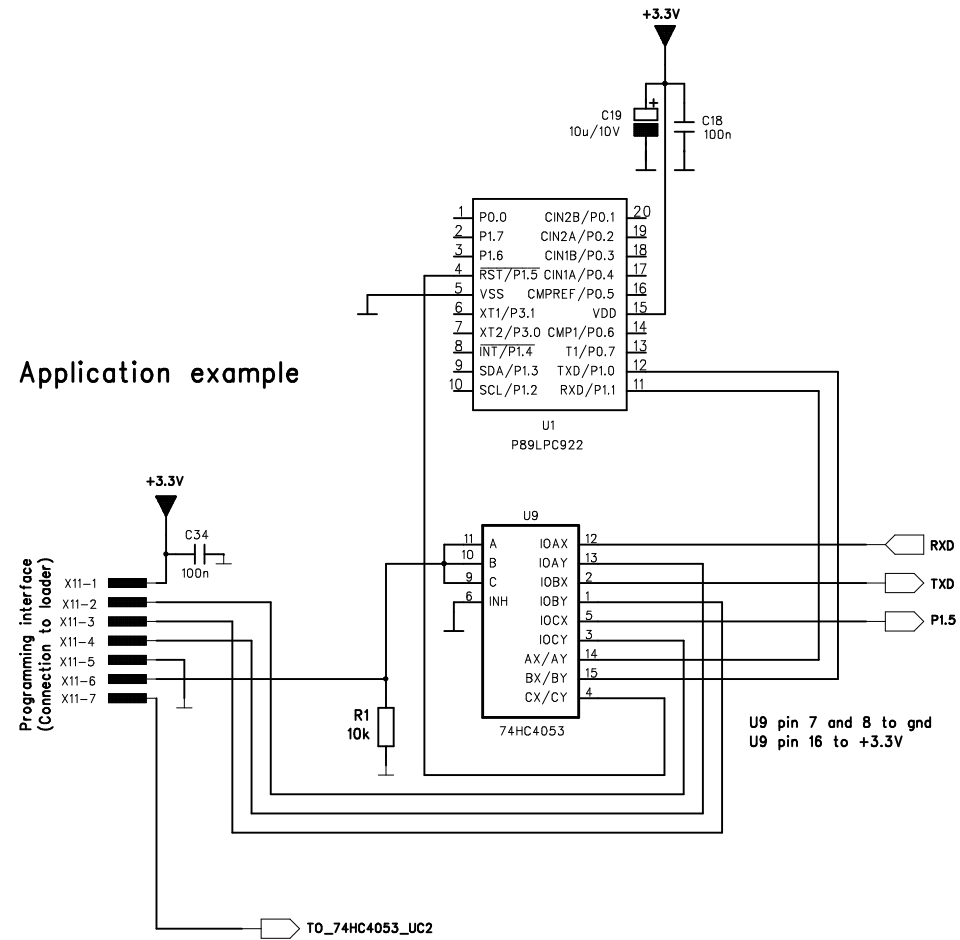 +3.3V
C19
10u/10V
+
C18
100n
1 P0.0 CIN2B/P0.1 20
2 P1.7 CIN2A/P0.2 19
3 P1.6 CIN1B/P0.3 18
4 RST/P1.5 CIN1A/P0.4 17
5 VSS CMPREF/P0.5 16
6 XT1/P3.1 VDD 15
7 XT2/P3.0 CMP1/P0.6 14
8 INT/P1.4 T1/P0.7 13
9 SDA/P1.3 TXD/P1.0 12
10 SCL/P1.2 RXD/P1.1 11
U1
P89LPC922
Application example
+3.3V
C34
100n
Programming interface
(Connection to loader)
X11-1
X11-2
X11-3
X11-4
X11-5
X11-6
X11-7
R1
10k
U9
11 A IOAX 12
10 B IOAY 13
9 C IOBX 2
6 INH IOBY 1
IOCX 5
IOCY 3
AX/AY 14
BX/BY 15
CX/CY 4
74HC4053
RXD
TXD
P1.5
U9 pin 7 and 8 to gnd
U9 pin 16 to +3.3V
TO_74HC4053_UC2